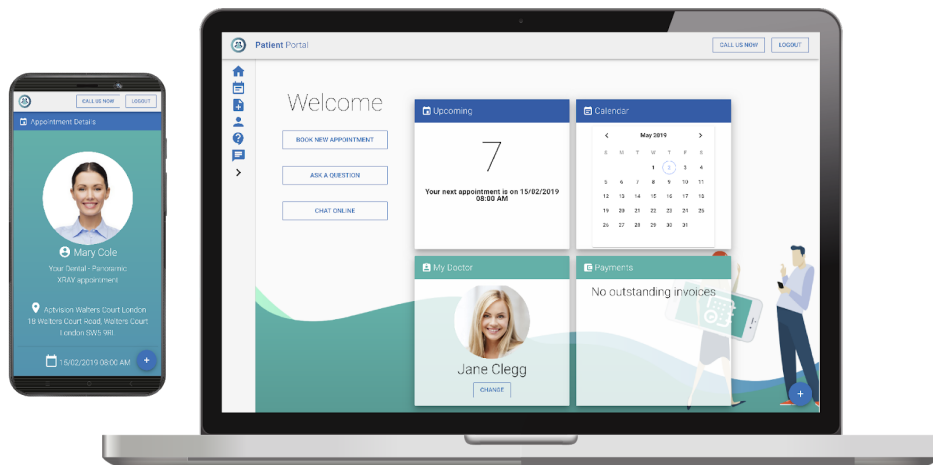 CALL US NOW
LOGOUT
Appointment Details
Mary Cole
Your Dental - Panoramic
XRAY appointment
Aptvision Walters Court London
18 Walters Court Road, Walters Court
London SW5 9RL
15/02/2019 08:00 AM
+
Patient Portal
CALL US NOW
LOGOUT
Welcome
BOOK NEW APPOINTMENT
ASK A QUESTION
CHAT ONLINE
Upcoming
7
Your next appointment is on 15/02/2019
08:00 AM
Calendar
< May 2019 >
S M T W T F S
1 2 3 4
5 6 7 8 9 10 11
12 13 14 15 16 17 18
19 20 21 22 23 24 25
26 27 28 29 30 31
My Doctor
Jane Clegg
CHANGE
Payments
No outstanding invoices
+